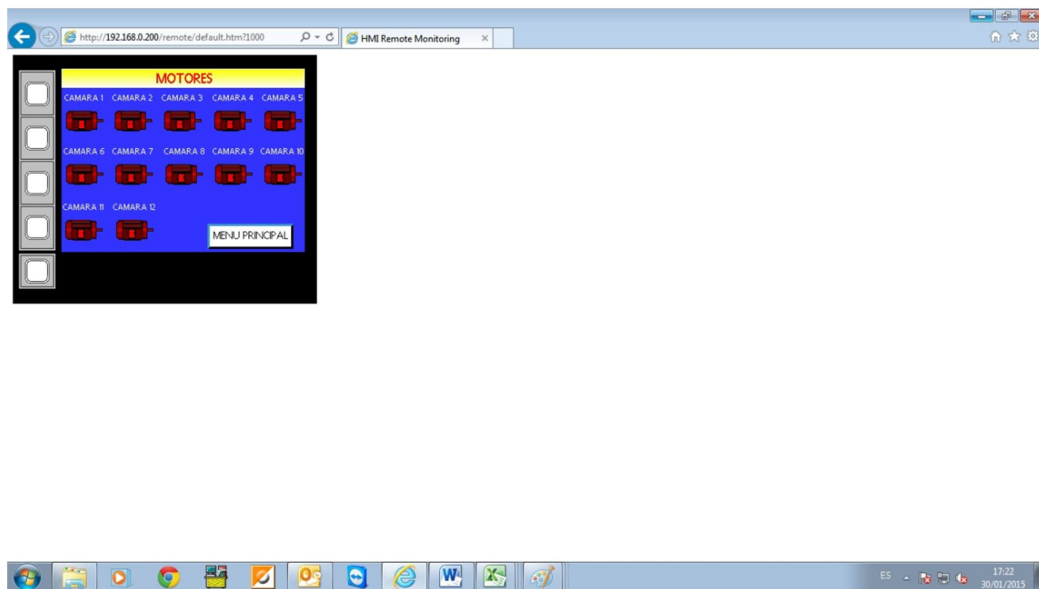 http://192.168.0.200/remote/default.htm?1000
HMI Remote Monitoring
MOTORES
CAMARA 1 CAMARA 2 CAMARA 3 CAMARA 4 CAMARA 5
CAMARA 6 CAMARA 7 CAMARA 8 CAMARA 9 CAMARA 10
CAMARA 11 CAMARA 12
MENU PRINCIPAL
ES
17:22
30/01/2015